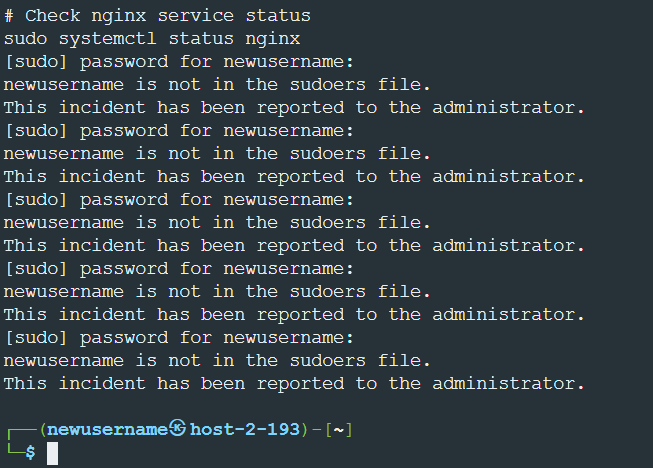 # Check nginx service status
sudo systemctl status nginx
[sudo] password for newusername:
newusername is not in the sudoers file.
This incident has been reported to the administrator.
[sudo] password for newusername:
newusername is not in the sudoers file.
This incident has been reported to the administrator.
[sudo] password for newusername:
newusername is not in the sudoers file.
This incident has been reported to the administrator.
[sudo] password for newusername:
newusername is not in the sudoers file.
This incident has been reported to the administrator.
[sudo] password for newusername:
newusername is not in the sudoers file.
This incident has been reported to the administrator.
┌──(newusername㉿host-2-193)-[~]
└─$